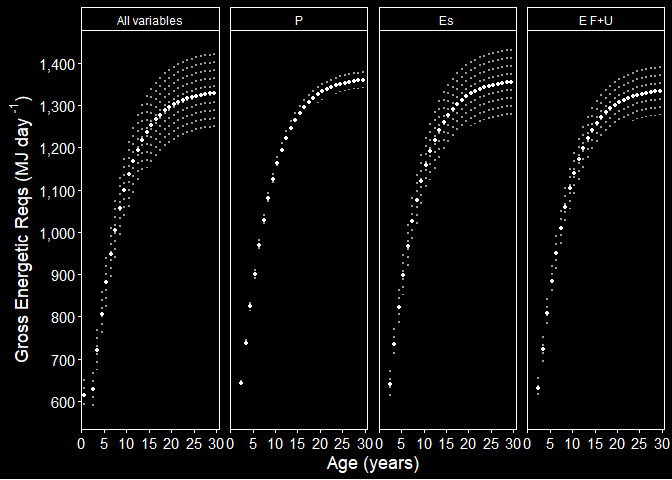 All variables P Es E F+U
Gross Energetic Reqs (MJ day⁻¹)
1,400
1,300
1,200
1,100
1,000
900
800
700
600
0 5 10 15 20 25 30 0 5 10 15 20 25 30 0 5 10 15 20 25 30 0 5 10 15 20 25 30
Age (years)